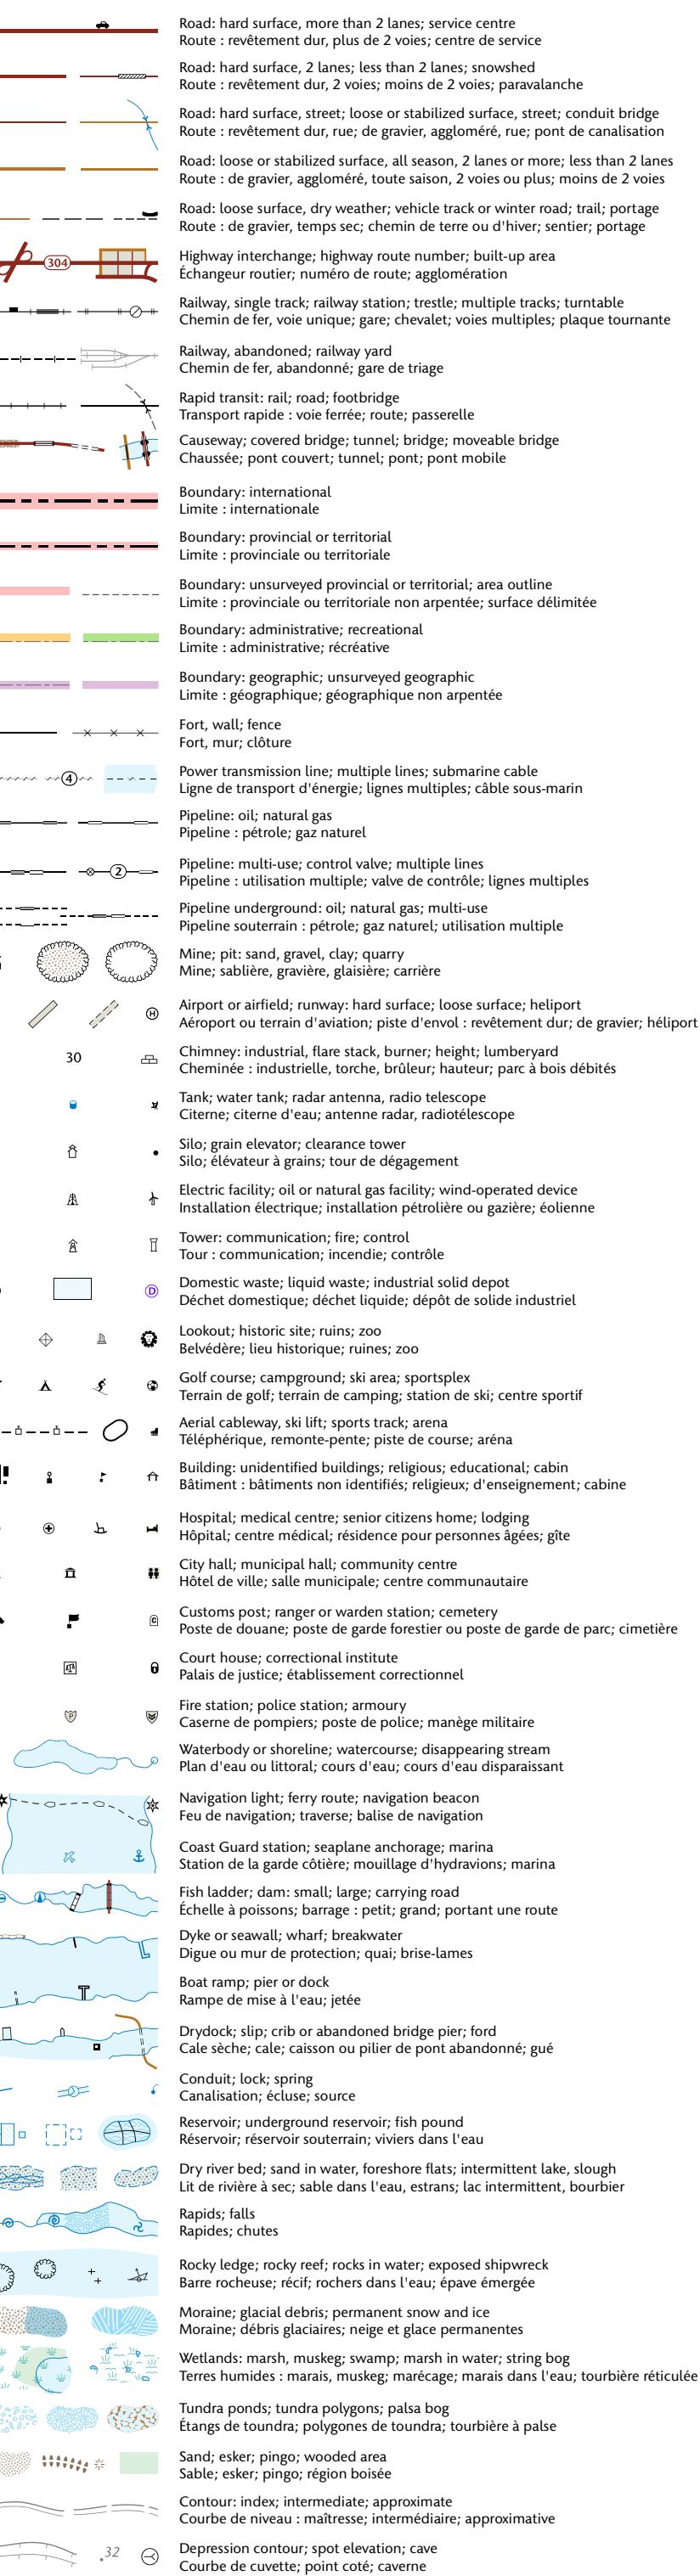 Road: hard surface, more than 2 lanes; service centre
Route : revêtement dur, plus de 2 voies; centre de service
Road: hard surface, 2 lanes; less than 2 lanes; snowshed
Route : revêtement dur, 2 voies; moins de 2 voies; paravalanche
Road: hard surface, street; loose or stabilized surface, street; conduit bridge
Route : revêtement dur, rue; de gravier, aggloméré, rue; pont de canalisation
Road: loose or stabilized surface, all season, 2 lanes or more; less than 2 lanes
Route : de gravier, aggloméré, toute saison, 2 voies ou plus; moins de 2 voies
Road: loose surface, dry weather; vehicle track or winter road; trail; portage
Route : de gravier, temps sec; chemin de terre ou d'hiver; sentier; portage
304
Highway interchange; highway route number; built-up area
Échangeur routier; numéro de route; agglomération
Railway, single track; railway station; trestle; multiple tracks; turntable
Chemin de fer, voie unique; gare; chevalet; voies multiples; plaque tournante
Railway, abandoned; railway yard
Chemin de fer, abandonné; gare de triage
Rapid transit: rail; road; footbridge
Transport rapide : voie ferrée; route; passerelle
Causeway; covered bridge; tunnel; bridge; moveable bridge
Chaussée; pont couvert; tunnel; pont; pont mobile
Boundary: international
Limite : internationale
Boundary: provincial or territorial
Limite : provinciale ou territoriale
Boundary: unsurveyed provincial or territorial; area outline
Limite : provinciale ou territoriale non arpentée; surface délimitée
Boundary: administrative; recreational
Limite : administrative; récréative
Boundary: geographic; unsurveyed geographic
Limite : géographique; géographique non arpentée
Fort, wall; fence
Fort, mur; clôture
4
Power transmission line; multiple lines; submarine cable
Ligne de transport d'énergie; lignes multiples; câble sous-marin
Pipeline: oil; natural gas
Pipeline : pétrole; gaz naturel
2
Pipeline: multi-use; control valve; multiple lines
Pipeline : utilisation multiple; valve de contrôle; lignes multiples
Pipeline underground: oil; natural gas; multi-use
Pipeline souterrain : pétrole; gaz naturel; utilisation multiple
Mine; pit: sand, gravel, clay; quarry
Mine; sablière, gravière, glaisière; carrière
H
Airport or airfield; runway: hard surface; loose surface; heliport
Aéroport ou terrain d'aviation; piste d'envol : revêtement dur; de gravier; héliport
30
Chimney: industrial, flare stack, burner; height; lumberyard
Cheminée : industrielle, torche, brûleur; hauteur; parc à bois débités
Tank; water tank; radar antenna, radio telescope
Citerne; citerne d'eau; antenne radar, radiotélescope
Silo; grain elevator; clearance tower
Silo; élévateur à grains; tour de dégagement
Electric facility; oil or natural gas facility; wind-operated device
Installation électrique; installation pétrolière ou gazière; éolienne
Tower: communication; fire; control
Tour : communication; incendie; contrôle
D
Domestic waste; liquid waste; industrial solid depot
Déchet domestique; déchet liquide; dépôt de solide industriel
Lookout; historic site; ruins; zoo
Belvédère; lieu historique; ruines; zoo
Golf course; campground; ski area; sportsplex
Terrain de golf; terrain de camping; station de ski; centre sportif
Aerial cableway, ski lift; sports track; arena
Téléphérique, remonte-pente; piste de course; aréna
Building: unidentified buildings; religious; educational; cabin
Bâtiment : bâtiments non identifiés; religieux; d'enseignement; cabine
Hospital; medical centre; senior citizens home; lodging
Hôpital; centre médical; résidence pour personnes âgées; gîte
City hall; municipal hall; community centre
Hôtel de ville; salle municipale; centre communautaire
C
Customs post; ranger or warden station; cemetery
Poste de douane; poste de garde forestier ou poste de garde de parc; cimetière
Court house; correctional institute
Palais de justice; établissement correctionnel
P
Fire station; police station; armoury
Caserne de pompiers; poste de police; manège militaire
Waterbody or shoreline; watercourse; disappearing stream
Plan d'eau ou littoral; cours d'eau; cours d'eau disparaissant
Navigation light; ferry route; navigation beacon
Feu de navigation; traverse; balise de navigation
Coast Guard station; seaplane anchorage; marina
Station de la garde côtière; mouillage d'hydravions; marina
Fish ladder; dam: small; large; carrying road
Échelle à poissons; barrage : petit; grand; portant une route
Dyke or seawall; wharf; breakwater
Digue ou mur de protection; quai; brise-lames
Boat ramp; pier or dock
Rampe de mise à l'eau; jetée
Drydock; slip; crib or abandoned bridge pier; ford
Cale sèche; cale; caisson ou pilier de pont abandonné; gué
Conduit; lock; spring
Canalisation; écluse; source
Reservoir; underground reservoir; fish pound
Réservoir; réservoir souterrain; viviers dans l'eau
Dry river bed; sand in water, foreshore flats; intermittent lake, slough
Lit de rivière à sec; sable dans l'eau, estrans; lac intermittent, bourbier
Rapids; falls
Rapides; chutes
Rocky ledge; rocky reef; rocks in water; exposed shipwreck
Barre rocheuse; récif; rochers dans l'eau; épave émergée
Moraine; glacial debris; permanent snow and ice
Moraine; débris glaciaires; neige et glace permanentes
Wetlands: marsh, muskeg; swamp; marsh in water; string bog
Terres humides : marais, muskeg; marécage; marais dans l'eau; tourbière réticulée
Tundra ponds; tundra polygons; palsa bog
Étangs de toundra; polygones de toundra; tourbière à palse
Sand; esker; pingo; wooded area
Sable; esker; pingo; région boisée
Contour: index; intermediate; approximate
Courbe de niveau : maîtresse; intermédiaire; approximative
.32
Depression contour; spot elevation; cave
Courbe de cuvette; point coté; caverne